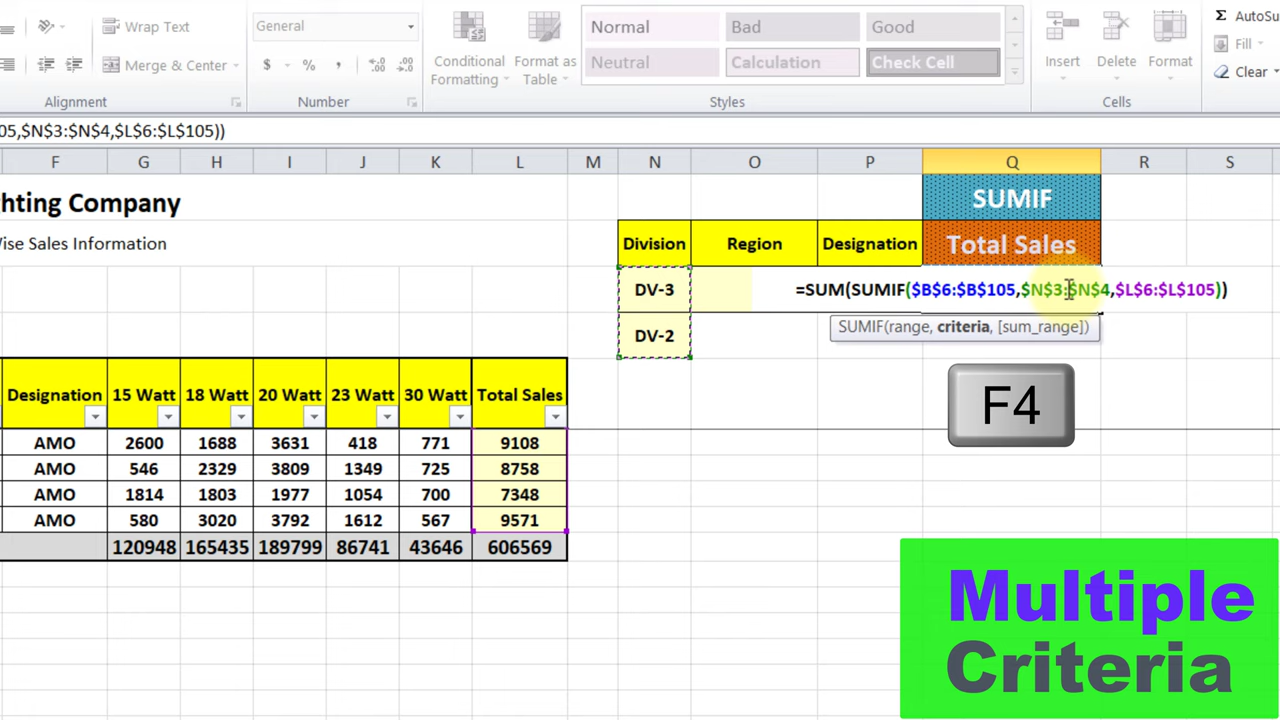 Wrap Text
General
Merge & Center
$ % ,
Conditional Formatting
Format as Table
Normal Bad Good
Neutral Calculation Check Cell
Insert Delete Format
Σ AutoSu
Fill
Clear
Alignment Number Styles Cells
05,$N$3:$N$4,$L$6:$L$105))
F G H I J K L M N O P Q R S
hting Company
SUMIF
Wise Sales Information
Division Region Designation Total Sales
DV-3 =SUM(SUMIF($B$6:$B$105,$N$3:$N$4,$L$6:$L$105))
SUMIF(range, criteria, [sum_range])
DV-2
Designation 15 Watt 18 Watt 20 Watt 23 Watt 30 Watt Total Sales
AMO 2600 1688 3631 418 771 9108
AMO 546 2329 3809 1349 725 8758
AMO 1814 1803 1977 1054 700 7348
AMO 580 3020 3792 1612 567 9571
120948 165435 189799 86741 43646 606569
F4
Multiple
Criteria